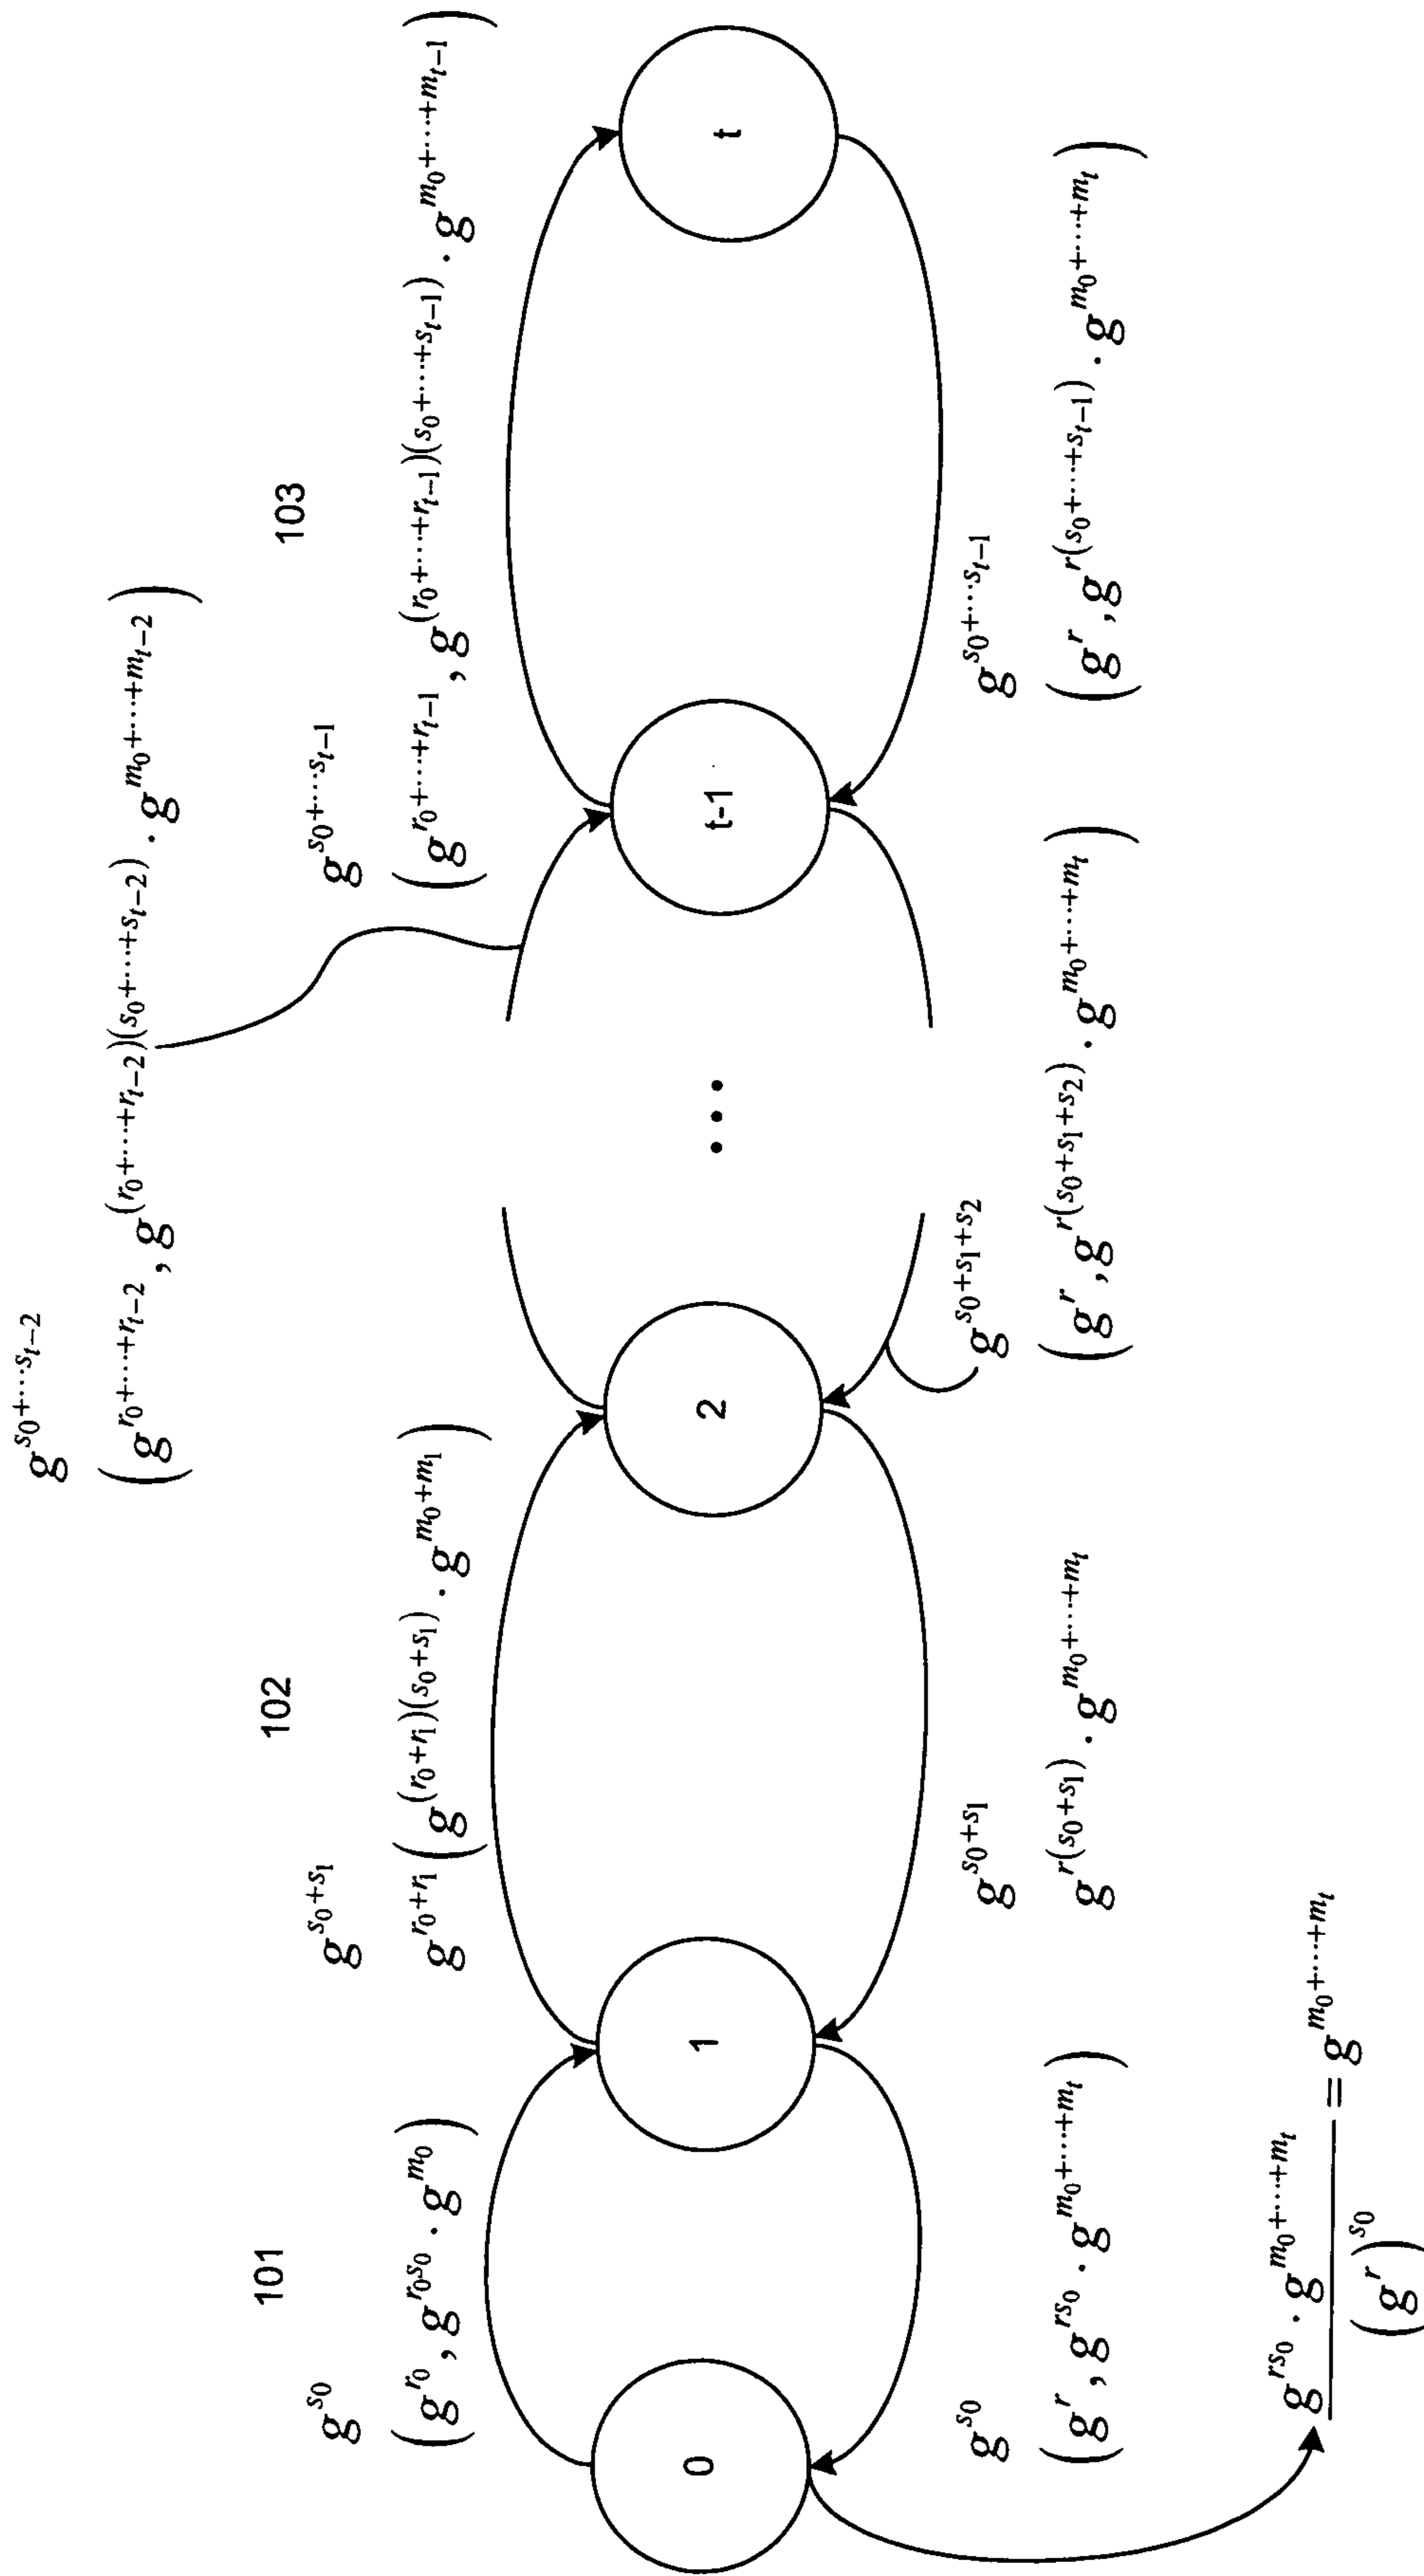 g^{s_0+⋯s_{t-2}}
(g^{r_0+⋯+r_{t-2}}, g^{(r_0+⋯+r_{t-2})(s_0+⋯+s_{t-2})} · g^{m_0+⋯+m_{t-2}})
101
102
103
g^{s_0}
(g^{r_0}, g^{r_0 s_0} · g^{m_0})
g^{s_0+s_1}
g^{r_0+r_1} (g^{(r_0+r_1)(s_0+s_1)} · g^{m_0+m_1})
g^{s_0+⋯s_{t-1}}
(g^{r_0+⋯+r_{t-1}}, g^{(r_0+⋯+r_{t-1})(s_0+⋯+s_{t-1})} · g^{m_0+⋯+m_{t-1}})
0
1
2
•••
t-1
t
g^{s_0}
(g^r, g^{rs_0} · g^{m_0+⋯+m_t})
g^{s_0+s_1}
g^{r(s_0+s_1)} · g^{m_0+⋯+m_t}
g^{s_0+s_1+s_2}
(g^r, g^{r(s_0+s_1+s_2)} · g^{m_0+⋯+m_t})
g^{s_0+⋯s_{t-1}}
(g^r, g^{r(s_0+⋯+s_{t-1})} · g^{m_0+⋯+m_t})
g^{rs_0} · g^{m_0+⋯+m_t}
= g^{m_0+⋯+m_t}
(g^r)^{s_0}